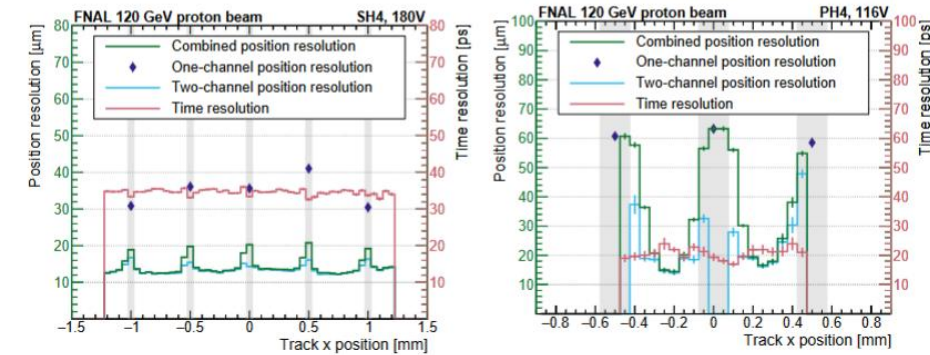 FNAL 120 GeV proton beam SH4, 180V
Position resolution [μm]
Time resolution [ps]
Combined position resolution
One-channel position resolution
Two-channel position resolution
Time resolution
80
70
60
50
40
30
20
10
80
70
60
50
40
30
20
10
−1.5 −1 −0.5 0 0.5 1 1.5
Track x position [mm]
FNAL 120 GeV proton beam PH4, 116V
Position resolution [μm]
Time resolution [ps]
Combined position resolution
One-channel position resolution
Two-channel position resolution
Time resolution
100
90
80
70
60
50
40
30
20
10
100
90
80
70
60
50
40
30
20
10
−0.8 −0.6 −0.4 −0.2 0 0.2 0.4 0.6 0.8
Track x position [mm]